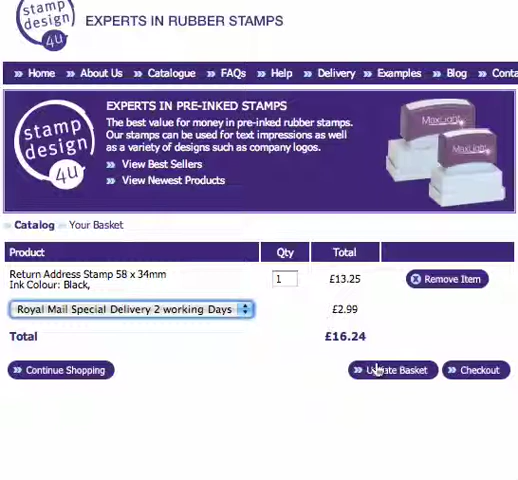 stamp
design
4U
EXPERTS IN RUBBER STAMPS
» Home » About Us » Catalogue » FAQs » Help » Delivery » Examples » Blog » Conta
stamp
design
4U
EXPERTS IN PRE-INKED STAMPS
The best value for money in pre-inked rubber stamps.
Our stamps can be used for text impressions as well
as a variety of designs such as company logos.
» View Best Sellers
» View Newest Products
MaxLight
MaxLight
» Catalog » Your Basket
Product Qty Total
Return Address Stamp 58 x 34mm
Ink Colour: Black,
1 £13.25 Remove Item
Royal Mail Special Delivery 2 working Days £2.99
Total £16.24
» Continue Shopping » Update Basket » Checkout